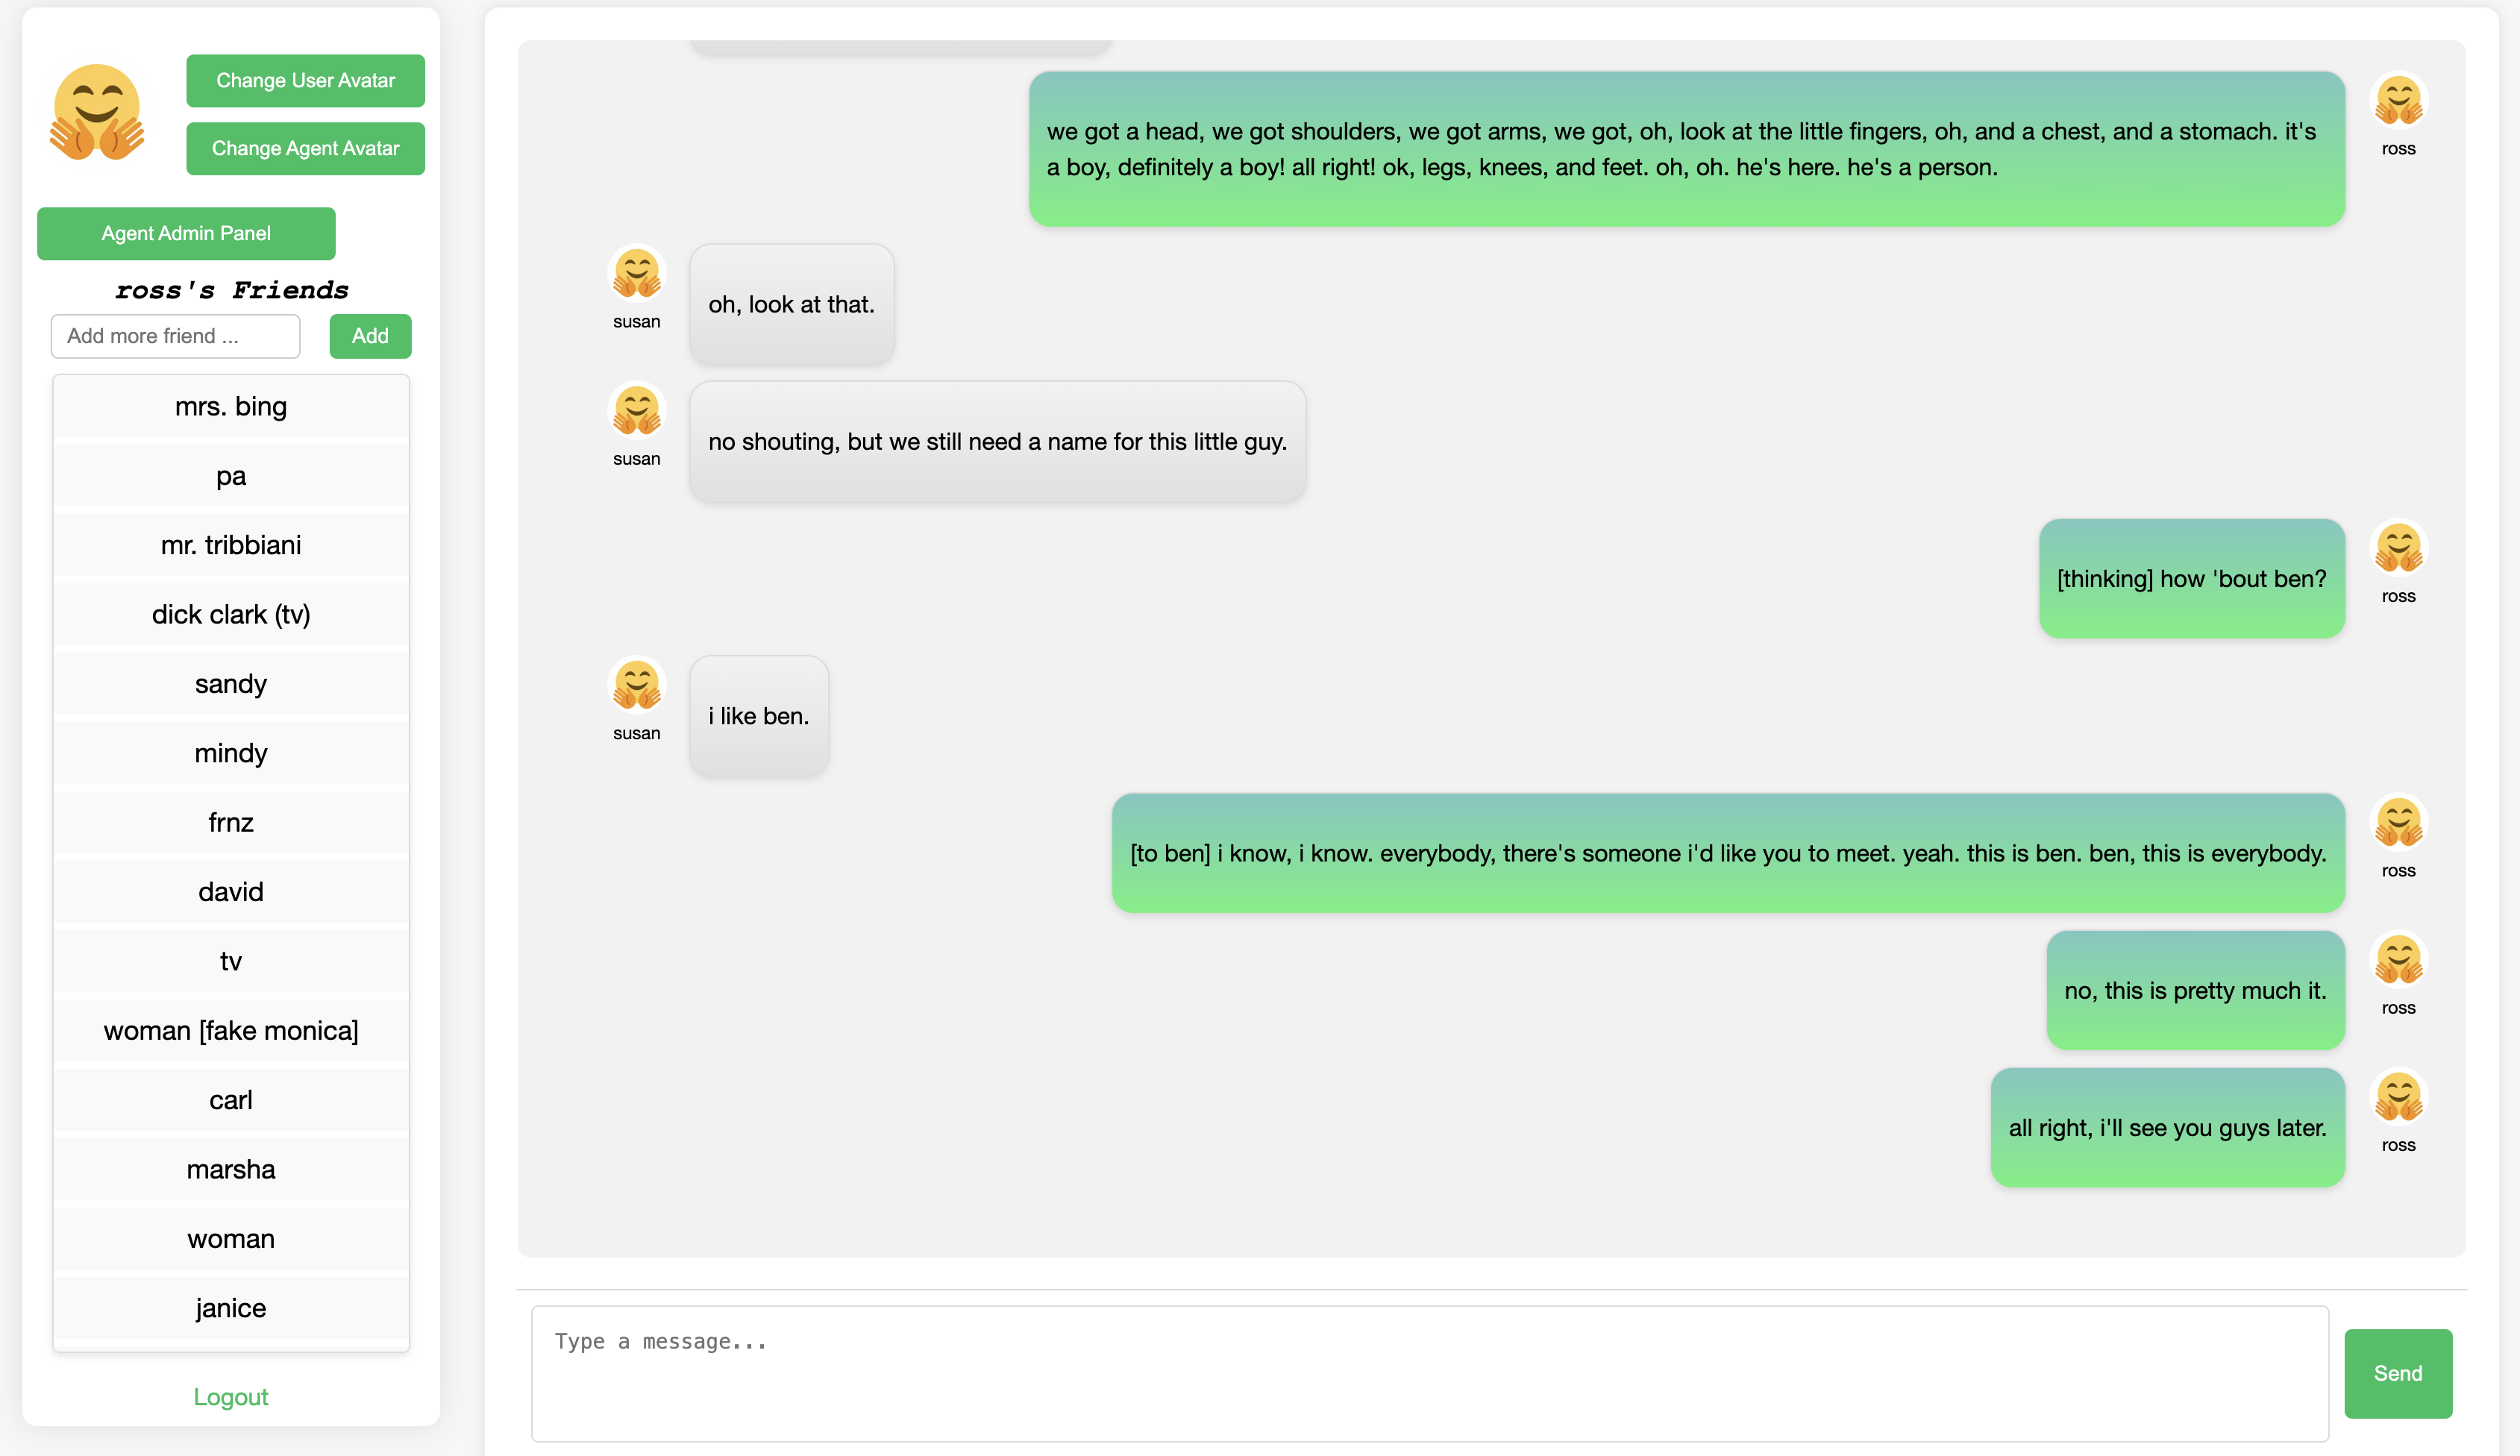 Change User Avatar
Change Agent Avatar
Agent Admin Panel
ross's Friends
Add more friend ...
Add
mrs. bing
pa
mr. tribbiani
dick clark (tv)
sandy
mindy
frnz
david
tv
woman [fake monica]
carl
marsha
woman
janice
Logout
we got a head, we got shoulders, we got arms, we got, oh, look at the little fingers, oh, and a chest, and a stomach. it's
a boy, definitely a boy! all right! ok, legs, knees, and feet. oh, oh. he's here. he's a person.
ross
oh, look at that.
susan
no shouting, but we still need a name for this little guy.
susan
[thinking] how 'bout ben?
ross
i like ben.
susan
[to ben] i know, i know. everybody, there's someone i'd like you to meet. yeah. this is ben. ben, this is everybody.
ross
no, this is pretty much it.
ross
all right, i'll see you guys later.
ross
Type a message...
Send